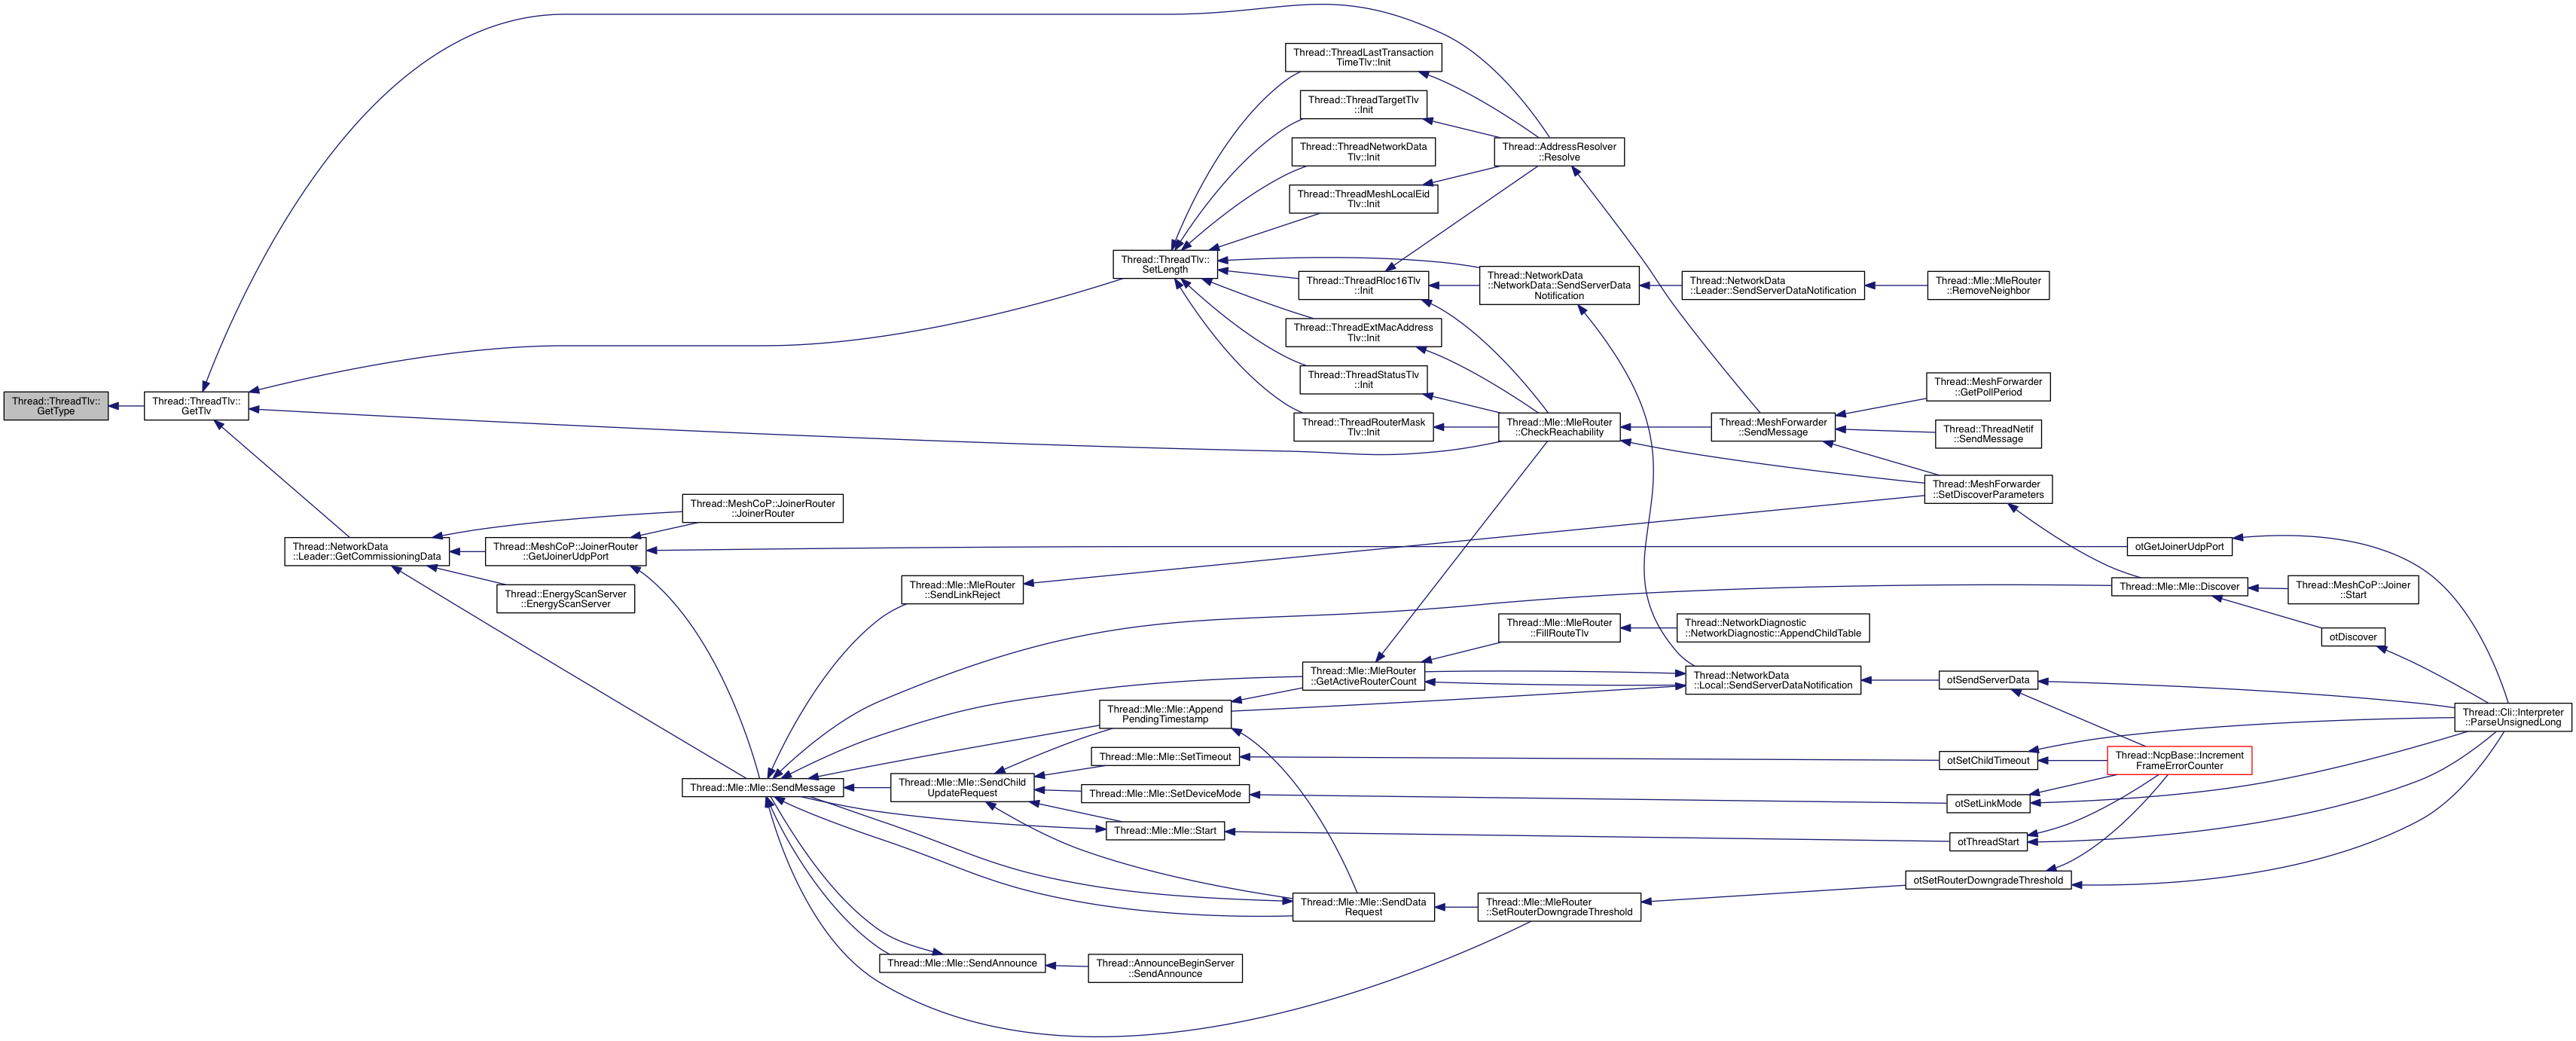 Thread::ThreadTlv::
GetType
Thread::ThreadTlv::
GetTlv
Thread::NetworkData
::Leader::GetCommissioningData
Thread::MeshCoP::JoinerRouter
::JoinerRouter
Thread::MeshCoP::JoinerRouter
::GetJoinerUdpPort
Thread::EnergyScanServer
::EnergyScanServer
Thread::Mle::Mle::SendMessage
Thread::Mle::MleRouter
::SendLinkReject
Thread::Mle::Mle::SendChild
UpdateRequest
Thread::Mle::Mle::SendAnnounce
Thread::ThreadTlv::
SetLength
Thread::Mle::Mle::Append
PendingTimestamp
Thread::Mle::Mle::SetTimeout
Thread::Mle::Mle::SetDeviceMode
Thread::Mle::Mle::Start
Thread::AnnounceBeginServer
::SendAnnounce
Thread::ThreadLastTransaction
TimeTlv::Init
Thread::ThreadTargetTlv
::Init
Thread::ThreadNetworkData
Tlv::Init
Thread::ThreadMeshLocalEid
Tlv::Init
Thread::ThreadRloc16Tlv
::Init
Thread::ThreadExtMacAddress
Tlv::Init
Thread::ThreadStatusTlv
::Init
Thread::ThreadRouterMask
Tlv::Init
Thread::Mle::MleRouter
::GetActiveRouterCount
Thread::Mle::Mle::SendData
Request
Thread::AddressResolver
::Resolve
Thread::NetworkData
::NetworkData::SendServerData
Notification
Thread::Mle::MleRouter
::CheckReachability
Thread::Mle::MleRouter
::FillRouteTlv
Thread::Mle::MleRouter
::SetRouterDowngradeThreshold
Thread::NetworkData
::Leader::SendServerDataNotification
Thread::MeshForwarder
::SendMessage
Thread::NetworkDiagnostic
::NetworkDiagnostic::AppendChildTable
Thread::NetworkData
::Local::SendServerDataNotification
Thread::Mle::MleRouter
::RemoveNeighbor
Thread::MeshForwarder
::GetPollPeriod
Thread::ThreadNetif
::SendMessage
Thread::MeshForwarder
::SetDiscoverParameters
otSendServerData
otSetChildTimeout
otSetLinkMode
otThreadStart
otSetRouterDowngradeThreshold
otGetJoinerUdpPort
Thread::Mle::Mle::Discover
Thread::NcpBase::Increment
FrameErrorCounter
Thread::MeshCoP::Joiner
::Start
otDiscover
Thread::Cli::Interpreter
::ParseUnsignedLong